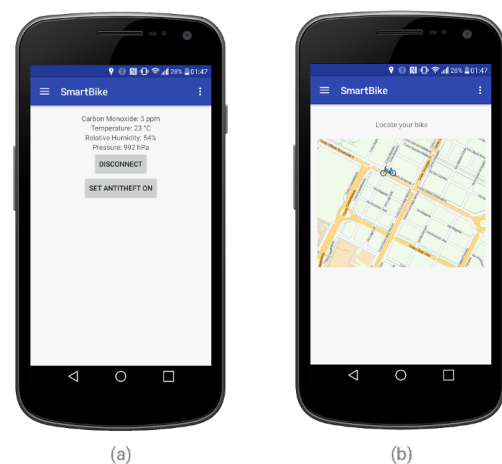 28% 01:47
SmartBike
Carbon Monoxide: 3 ppm
Temperature: 23 °C
Relative Humidity: 54%
Pressure: 992 hPa
DISCONNECT
SET ANTITHEFT ON
(a)
28% 01:47
SmartBike
Locate your bike
(b)